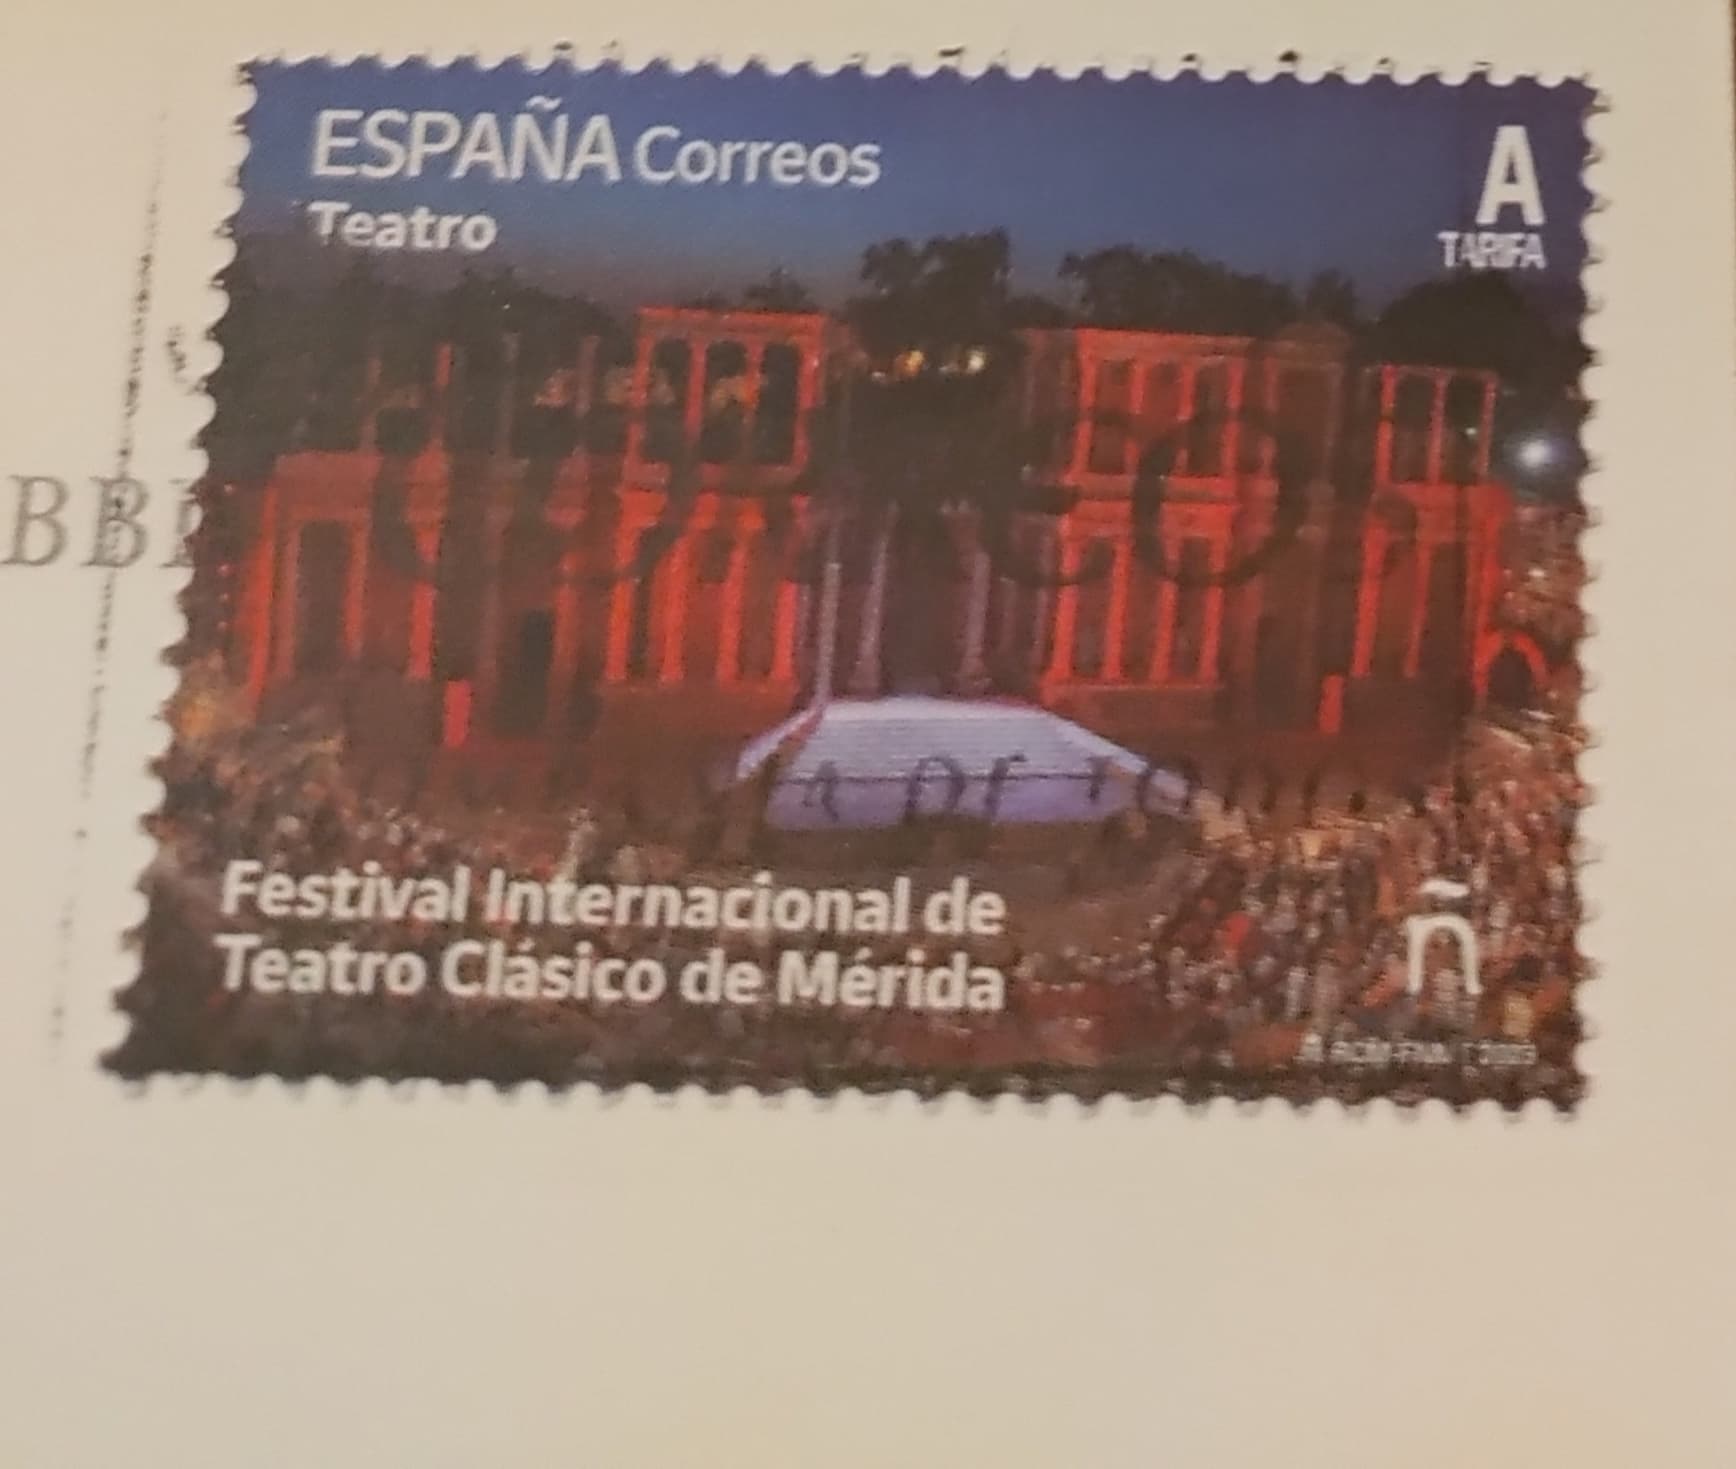 ESPAÑA Correos
Teatro
A
TARIFA
Festival Internacional de
Teatro Clásico de Mérida
ñ